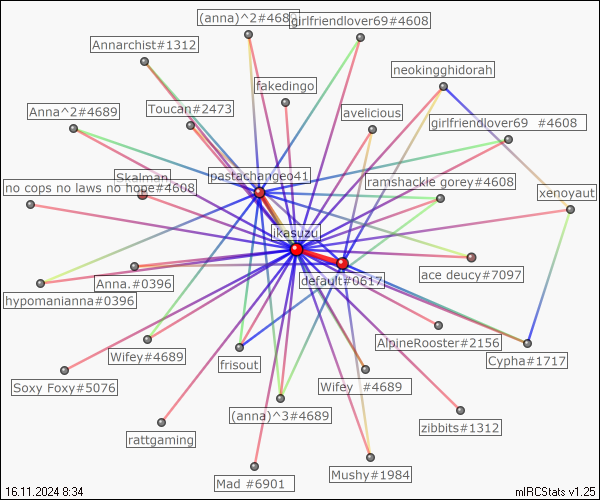 (anna)^2#4689
girlfriendlover69#4608
Annarchist#1312
neokingghidorah
fakedingo
Anna^2#4689
Toucan#2473
avelicious
girlfriendlover69 #4608
pastachangeo41
Skalman
ramshackle gorey#4608
no cops no laws no hope#4608
xenoyaut
ikasuzu
ace deucy#7097
Anna.#0396
default#0617
hypomanianna#0396
AlpineRooster#2156
Wifey#4689
frisout
Cypha#1717
Soxy Foxy#5076
Wifey #4689
(anna)^3#4689
zibbits#1312
rattgaming
Mushy#1984
Mad #6901
16.11.2024 8:34
mIRCStats v1.25